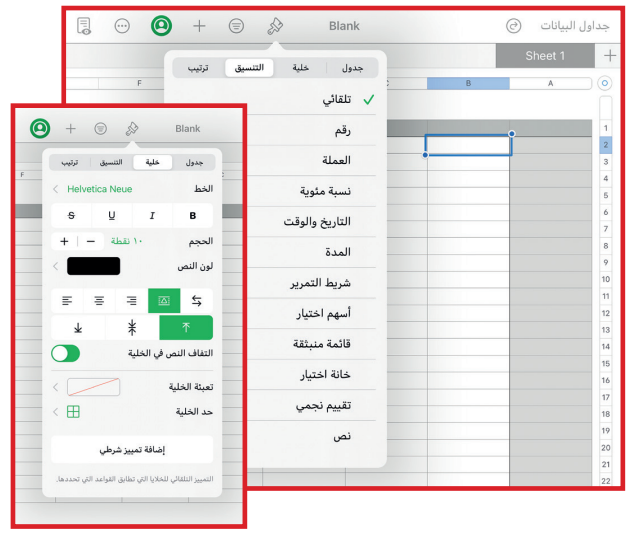 جداول البيانات
Blank
Sheet 1
A
B
F
جدول
خلية
التنسيق
ترتيب
تلقائي
رقم
العملة
نسبة مئوية
التاريخ والوقت
المدة
شريط التمرير
أسهم اختيار
قائمة منبثقة
خانة اختيار
تقييم نجمي
نص
1
2
3
4
5
6
7
8
9
10
11
12
13
14
15
16
17
18
19
20
21
22
Blank
F
جدول
خلية
التنسيق
ترتيب
الخط Helvetica Neue
B I U S
الحجم ١٠ نقطة
لون النص
التفاف النص في الخلية
تعبئة الخلية
حد الخلية
إضافة تمييز شرطي
التمييز التلقائي للخلايا التي تطابق القواعد التي تحددها.